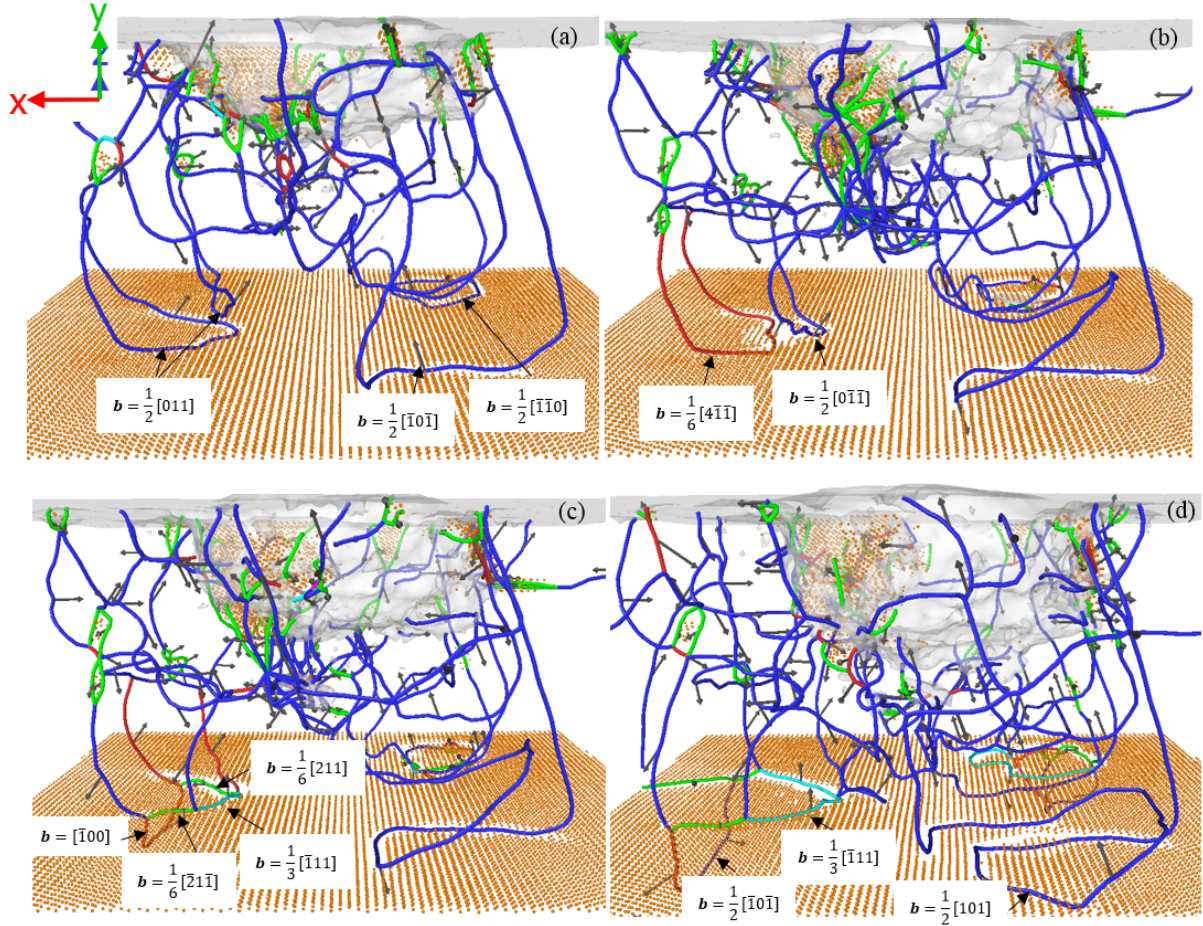 y
z
x
(a)
b = 1/2 [011]
b = 1/2 [1̄01̄]
b = 1/2 [1̄1̄0]
(b)
b = 1/6 [41̄1̄]
b = 1/2 [01̄1̄]
(c)
b = 1/6 [211]
b = [1̄00]
b = 1/6 [2̄11̄]
b = 1/3 [1̄11]
(d)
b = 1/3 [1̄11]
b = 1/2 [1̄01̄]
b = 1/2 [101]